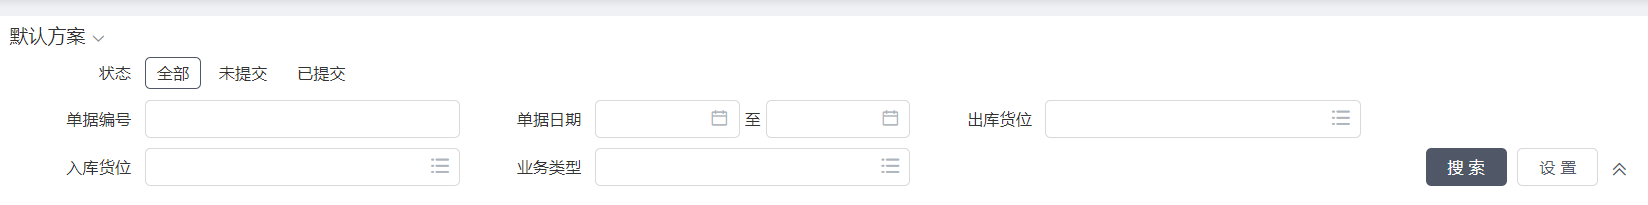 默认方案
状态 全部 未提交 已提交
单据编号 单据日期 至 出库货位
入库货位 业务类型 搜索 设置